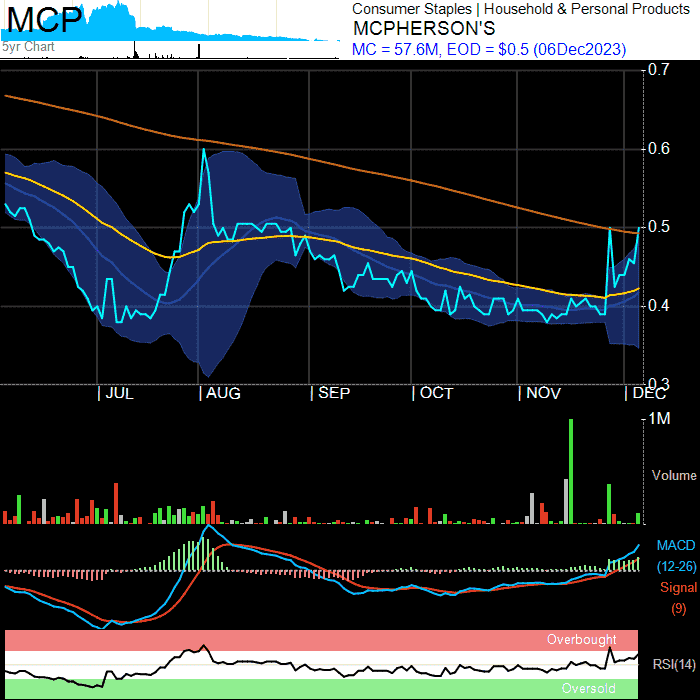 MCP
5yr Chart
Consumer Staples | Household & Personal Products
MCPHERSON'S
MC = 57.6M, EOD = $0.5 (06Dec2023)
0.7
0.6
0.5
0.4
0.3
| JUL | AUG | SEP | OCT | NOV | DEC
1M
Volume
MACD
(12-26)
Signal
(9)
Overbought
RSI(14)
Oversold